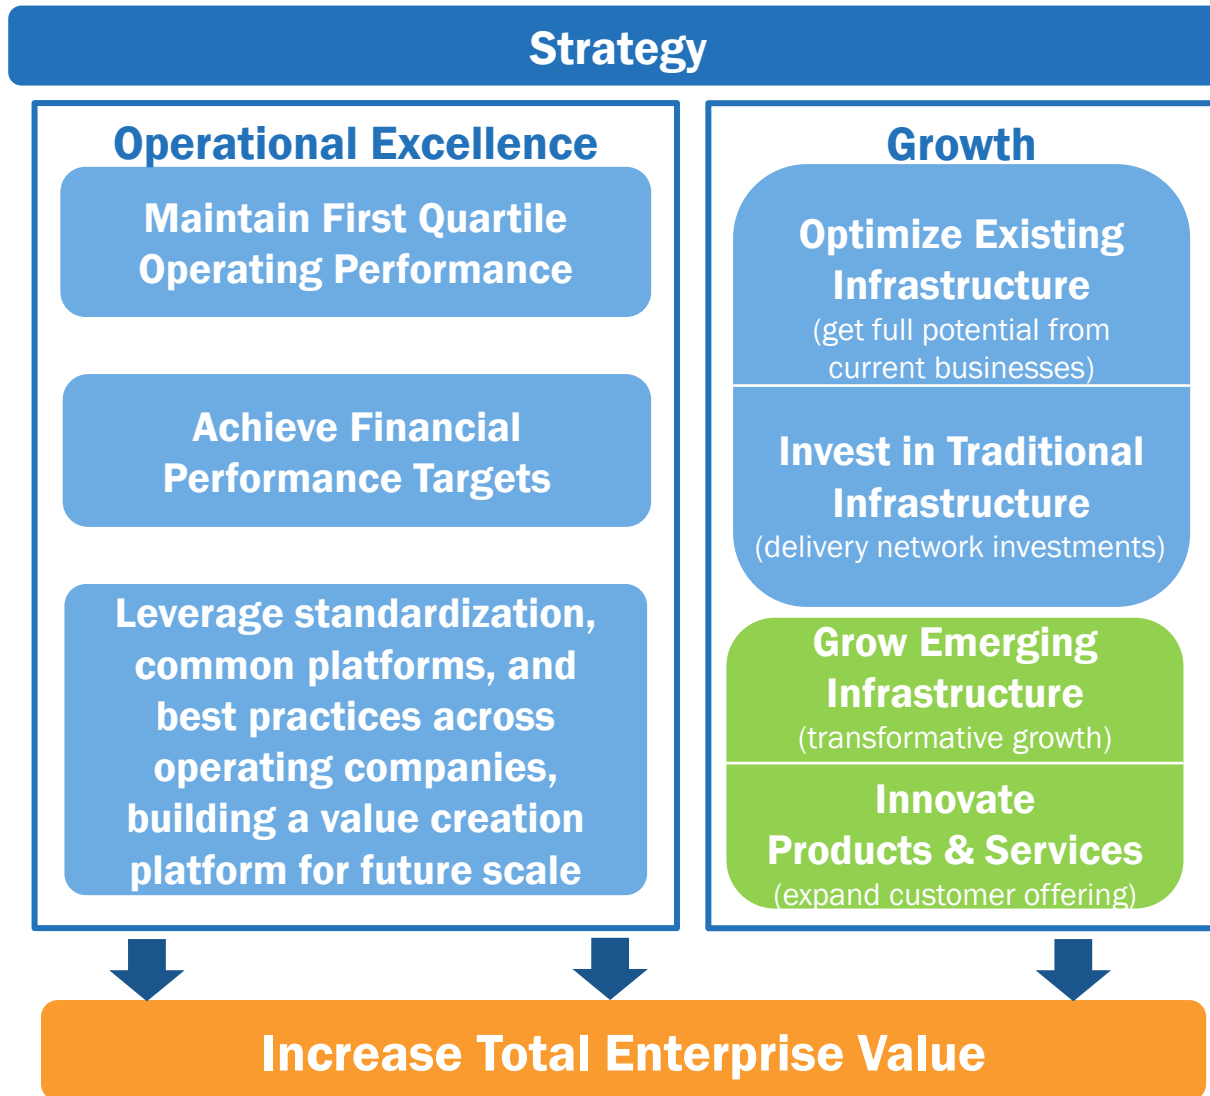 Strategy
Operational Excellence
Maintain First Quartile
Operating Performance
Achieve Financial
Performance Targets
Leverage standardization,
common platforms, and
best practices across
operating companies,
building a value creation
platform for future scale
Growth
Optimize Existing
Infrastructure
(get full potential from
current businesses)
Invest in Traditional
Infrastructure
(delivery network investments)
Grow Emerging
Infrastructure
(transformative growth)
Innovate
Products & Services
(expand customer offering)
Increase Total Enterprise Value